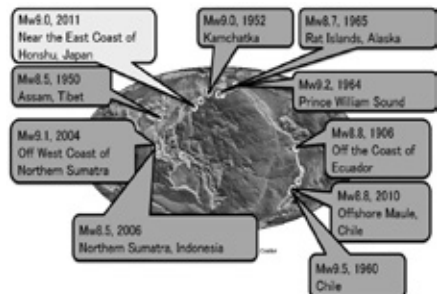 Mw9.0, 2011
Near the East Coast of
Honshu, Japan
Mw9.0, 1952
Kamchatka
Mw8.7, 1965
Rat Islands, Alaska
Mw8.5, 1950
Assam, Tibet
Mw9.2, 1964
Prince William Sound
Mw9.1, 2004
Off West Coast of
Northern Sumatra
Mw8.8, 1906
Off the Coast of
Ecuador
Mw8.8, 2010
Offshore Maule,
Chile
Mw8.5, 2006
Northern Sumatra, Indonesia
Mw9.5, 1960
Chile